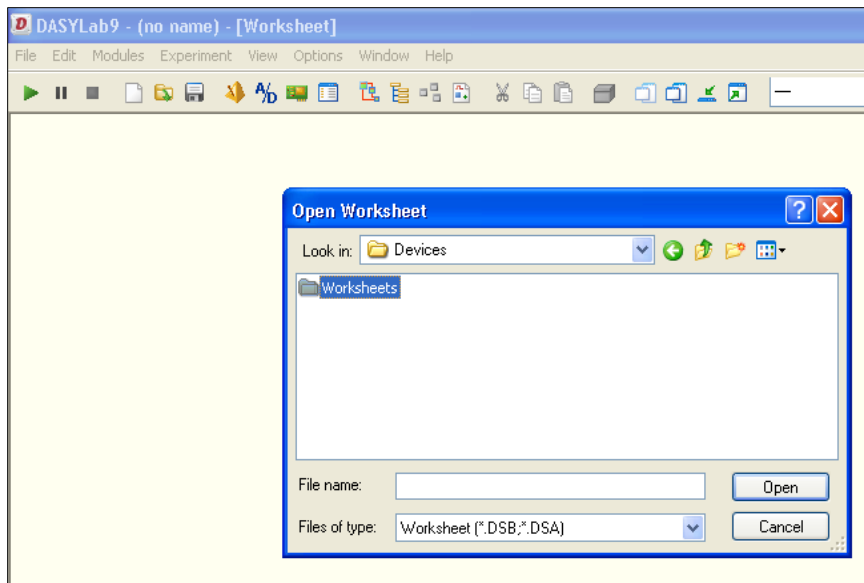 DASYLab9 - (no name) - [Worksheet]
File Edit Modules Experiment View Options Window Help
A/D
Open Worksheet
Look in: Devices
Worksheets
File name:
Open
Files of type: Worksheet (*.DSB;*.DSA)
Cancel